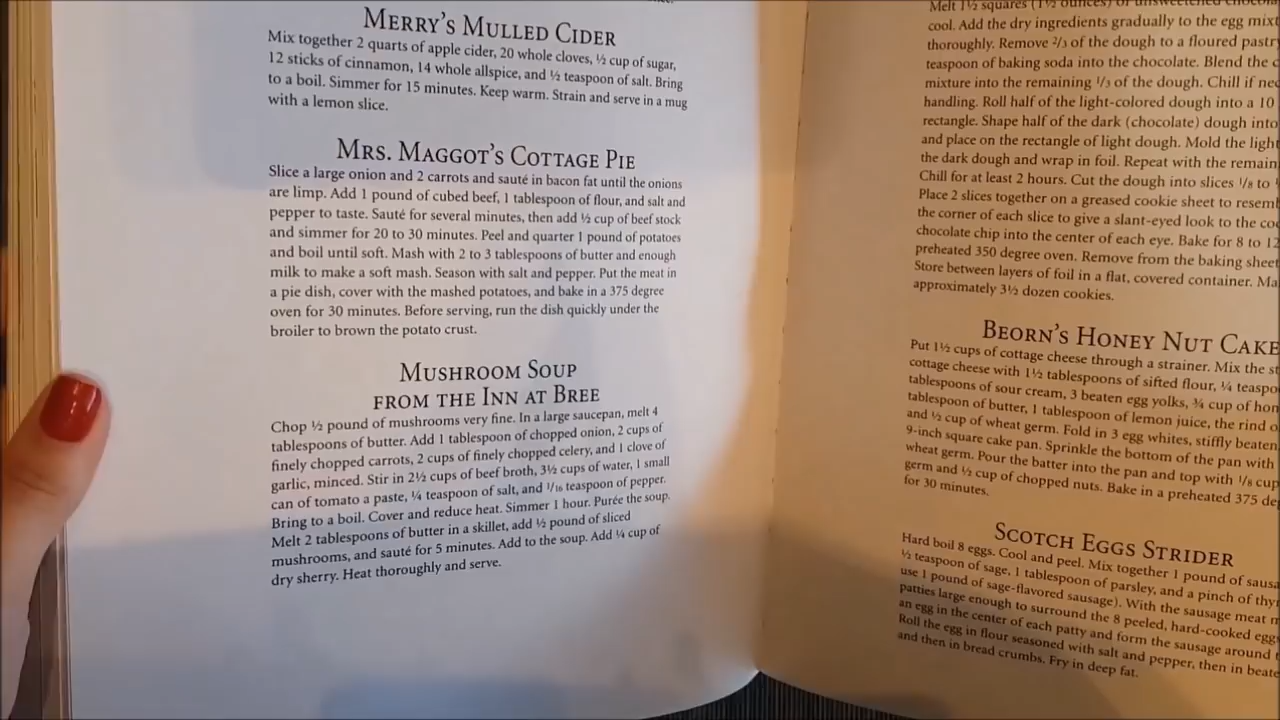 MERRY'S MULLED CIDER
Mix together 2 quarts of apple cider, 20 whole cloves, ½ cup of sugar,
12 sticks of cinnamon, 14 whole allspice, and ½ teaspoon of salt. Bring
to a boil. Simmer for 15 minutes. Keep warm. Strain and serve in a mug
with a lemon slice.
MRS. MAGGOT'S COTTAGE PIE
Slice a large onion and 2 carrots and sauté in bacon fat until the onions
are limp. Add 1 pound of cubed beef, 1 tablespoon of flour, and salt and
pepper to taste. Sauté for several minutes, then add ½ cup of beef stock
and simmer for 20 to 30 minutes. Peel and quarter 1 pound of potatoes
and boil until soft. Mash with 2 to 3 tablespoons of butter and enough
milk to make a soft mash. Season with salt and pepper. Put the meat in
a pie dish, cover with the mashed potatoes, and bake in a 375 degree
oven for 30 minutes. Before serving, run the dish quickly under the
broiler to brown the potato crust.
MUSHROOM SOUP
FROM THE INN AT BREE
Chop ½ pound of mushrooms very fine. In a large saucepan, melt 4
tablespoons of butter. Add 1 tablespoon of chopped onion, 2 cups of
finely chopped carrots, 2 cups of finely chopped celery, and 1 clove of
garlic, minced. Stir in 2½ cups of beef broth, 3½ cups of water, 1 small
can of tomato a paste, ¼ teaspoon of salt, and 1/16 teaspoon of pepper.
Bring to a boil. Cover and reduce heat. Simmer 1 hour. Purée the soup.
Melt 2 tablespoons of butter in a skillet, add ½ pound of sliced
mushrooms, and sauté for 5 minutes. Add to the soup. Add ¼ cup of
dry sherry. Heat thoroughly and serve.
Melt 1½ squares (1½ ounces) of unsweetened
cool. Add the dry ingredients gradually to the egg
thoroughly. Remove ⅔ of the dough to a floured
teaspoon of baking soda into the chocolate. Blend the
mixture into the remaining ⅓ of the dough. Chill if
handling. Roll half of the light-colored dough into a 10
rectangle. Shape half of the dark (chocolate) dough into
and place on the rectangle of light dough. Mold the light
the dark dough and wrap in foil. Repeat with the
Chill for at least 2 hours. Cut the dough into slices 1/8 to
Place 2 slices together on a greased cookie sheet to
the corner of each slice to give a slant-eyed look to the
chocolate chip into the center of each eye. Bake for 8 to 12
preheated 350 degree oven. Remove from the baking sheet
Store between layers of foil in a flat, covered container.
approximately 3½ dozen cookies.
BEORN'S HONEY NUT CAKE
Put 1½ cups of cottage cheese through a strainer. Mix the
cottage cheese with 1½ tablespoons of sifted flour, ¼
tablespoons of sour cream, 3 beaten egg yolks, ¾ cup of
tablespoon of butter, 1 tablespoon of lemon juice, the rind
and ½ cup of wheat germ. Fold in 3 egg whites, stiffly beaten
9-inch square cake pan. Sprinkle the bottom of the pan with
wheat germ. Pour the batter into the pan and top with 1/8 cup
germ and ½ cup of chopped nuts. Bake in a preheated 375
for 30 minutes.
SCOTCH EGGS STRIDER
Hard boil 8 eggs. Cool and peel. Mix together 1 pound of
½ teaspoon of sage, 1 tablespoon of parsley, and a pinch of
use 1 pound of sage-flavored sausage). With the sausage meat
patties large enough to surround the 8 peeled, hard-cooked
an egg in the center of each patty and form the sausage around
Roll the egg in flour seasoned with salt and pepper, then in
and then in bread crumbs. Fry in deep fat.